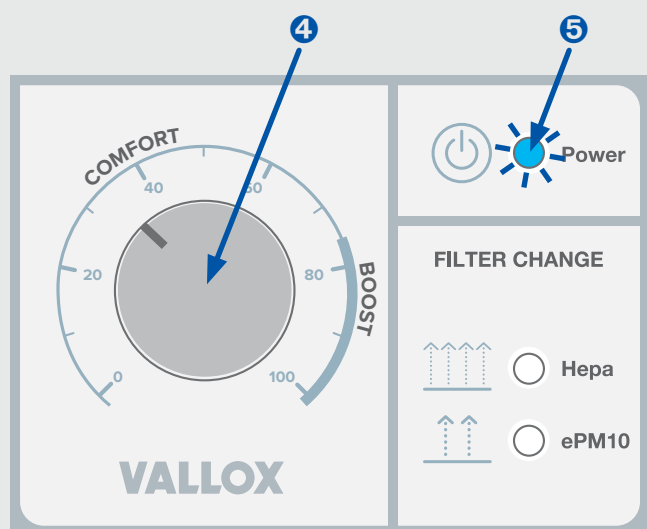 4
5
COMFORT
40
60
20
80
BOOST
0
100
VALLOX
Power
FILTER CHANGE
Hepa
ePM10